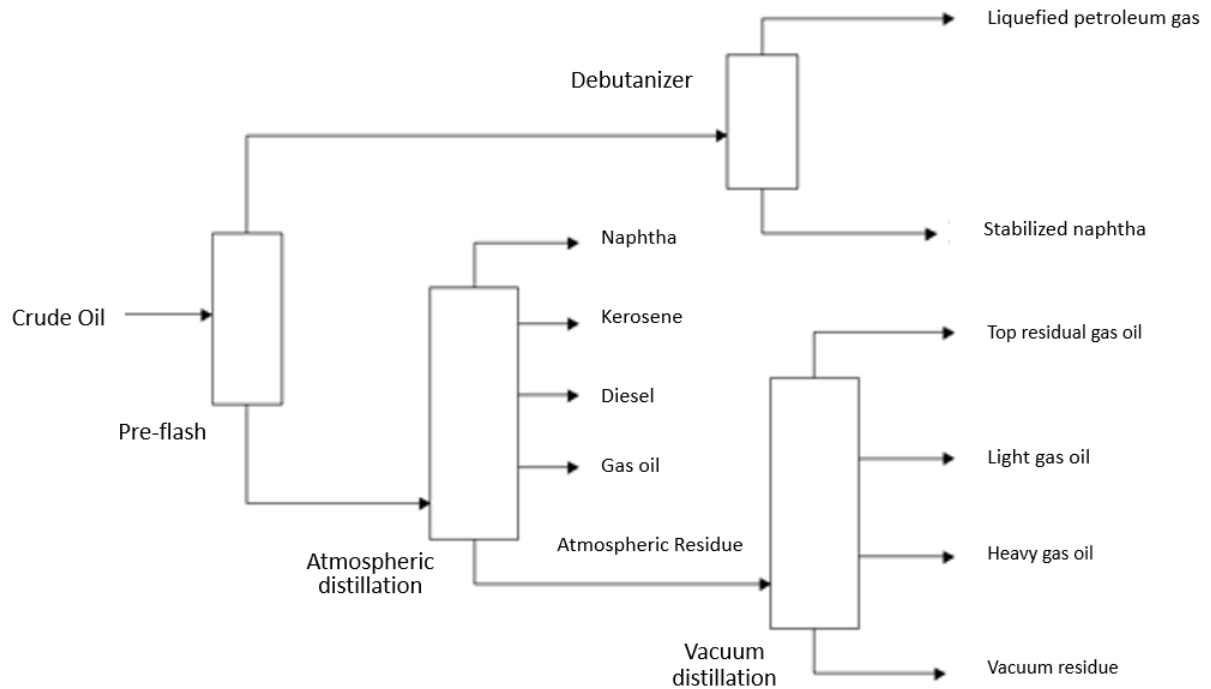 Liquefied petroleum gas
Debutanizer
Stabilized naphtha
Naphtha
Crude Oil
Kerosene
Top residual gas oil
Diesel
Pre-flash
Gas oil
Light gas oil
Atmospheric Residue
Heavy gas oil
Atmospheric
distillation
Vacuum
distillation
Vacuum residue